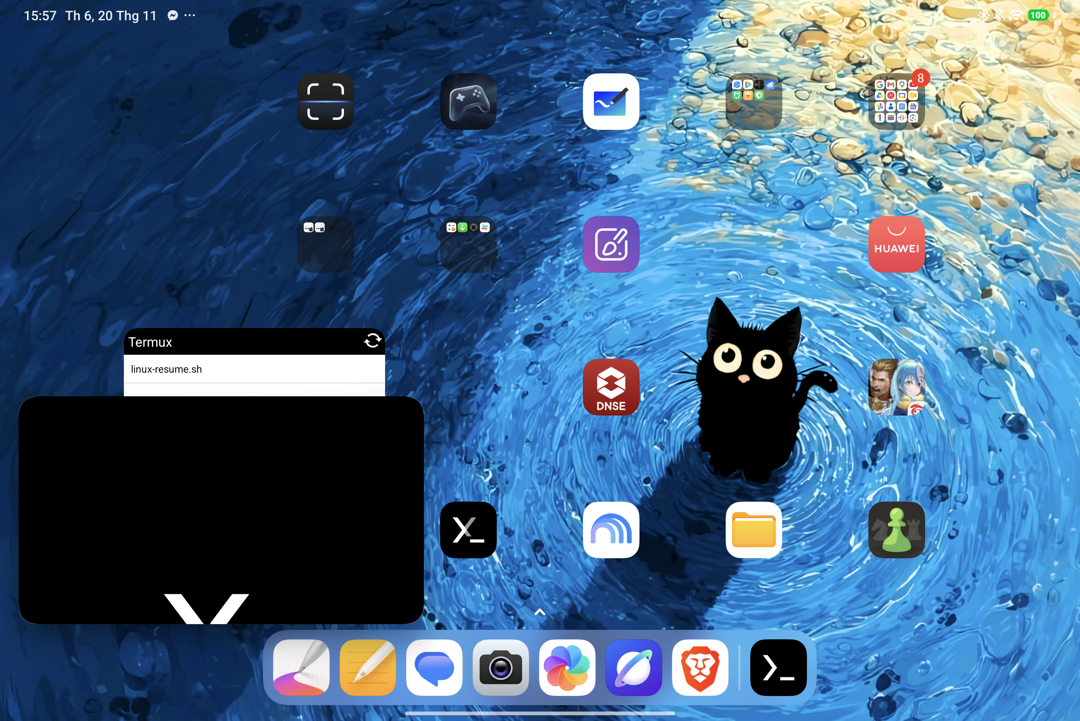 15:57 Th 6, 20 Thg 11
100
8
HUAWEI
Termux
linux-resume.sh
DNSE